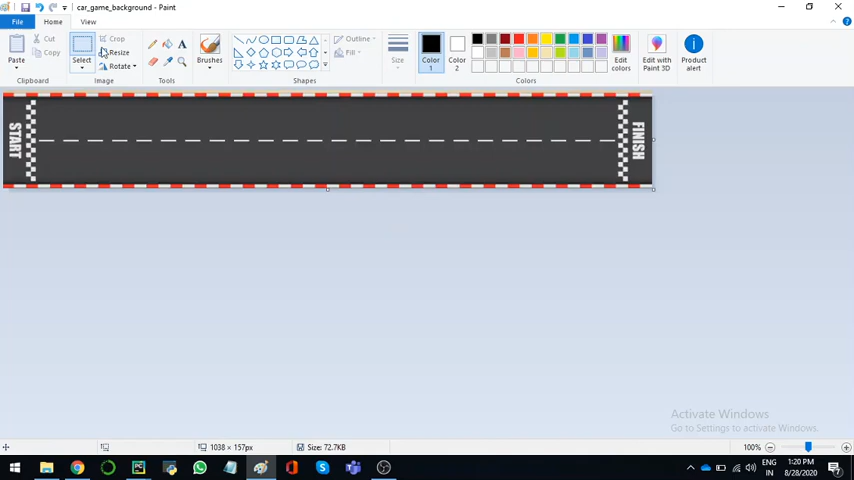 car_game_background - Paint
File Home View
Paste
Cut
Copy
Clipboard
Select
Crop
Resize
Rotate
Image
A
Tools
Brushes
Shapes
Outline
Fill
Size
Color 1
Color 2
Edit colors
Colors
Edit with Paint 3D
Product alert
START
FINISH
Activate Windows
Go to Settings to activate Windows.
1038 × 157px
Size: 72.7KB
100%
ENG
IN
1:20 PM
8/28/2020